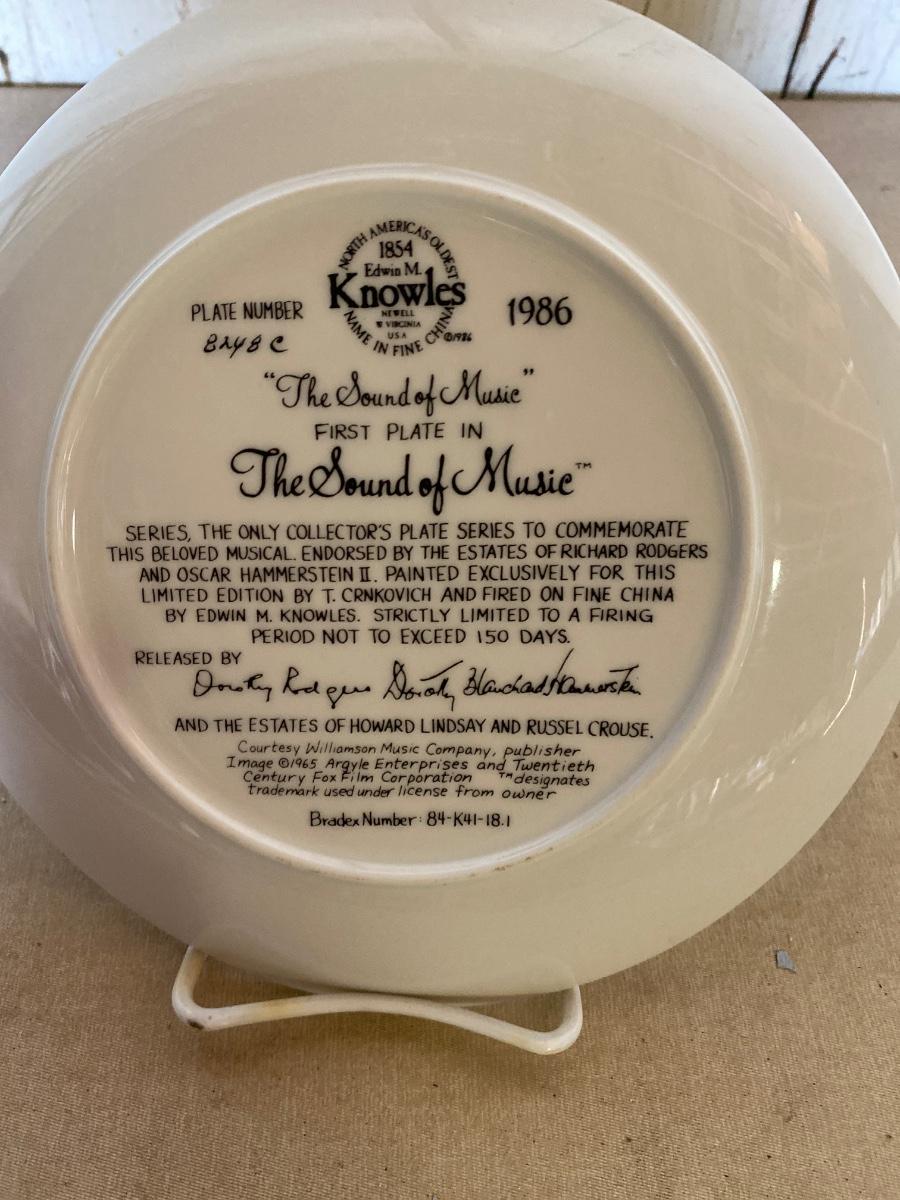 NORTH AMERICA'S OLDEST
1854
Edwin M.
Knowles
NEWELL
W VIRGINIA
USA
NAME IN FINE CHINA
©1986
PLATE NUMBER
1986
"The Sound of Music"
FIRST PLATE IN
The Sound of Music™
SERIES, THE ONLY COLLECTOR'S PLATE SERIES TO COMMEMORATE
THIS BELOVED MUSICAL. ENDORSED BY THE ESTATES OF RICHARD RODGERS
AND OSCAR HAMMERSTEIN II. PAINTED EXCLUSIVELY FOR THIS
LIMITED EDITION BY T. CRNKOVICH AND FIRED ON FINE CHINA
BY EDWIN M. KNOWLES. STRICTLY LIMITED TO A FIRING
PERIOD NOT TO EXCEED 150 DAYS.
RELEASED BY
Dorothy Rodgers Dorothy Blanchard Hammerstein
AND THE ESTATES OF HOWARD LINDSAY AND RUSSEL CROUSE.
Courtesy Williamson Music Company, publisher
Image ©1965 Argyle Enterprises and Twentieth
Century Fox Film Corporation ™designates
trademark used under license from owner
Bradex Number: 84-K41-18.1